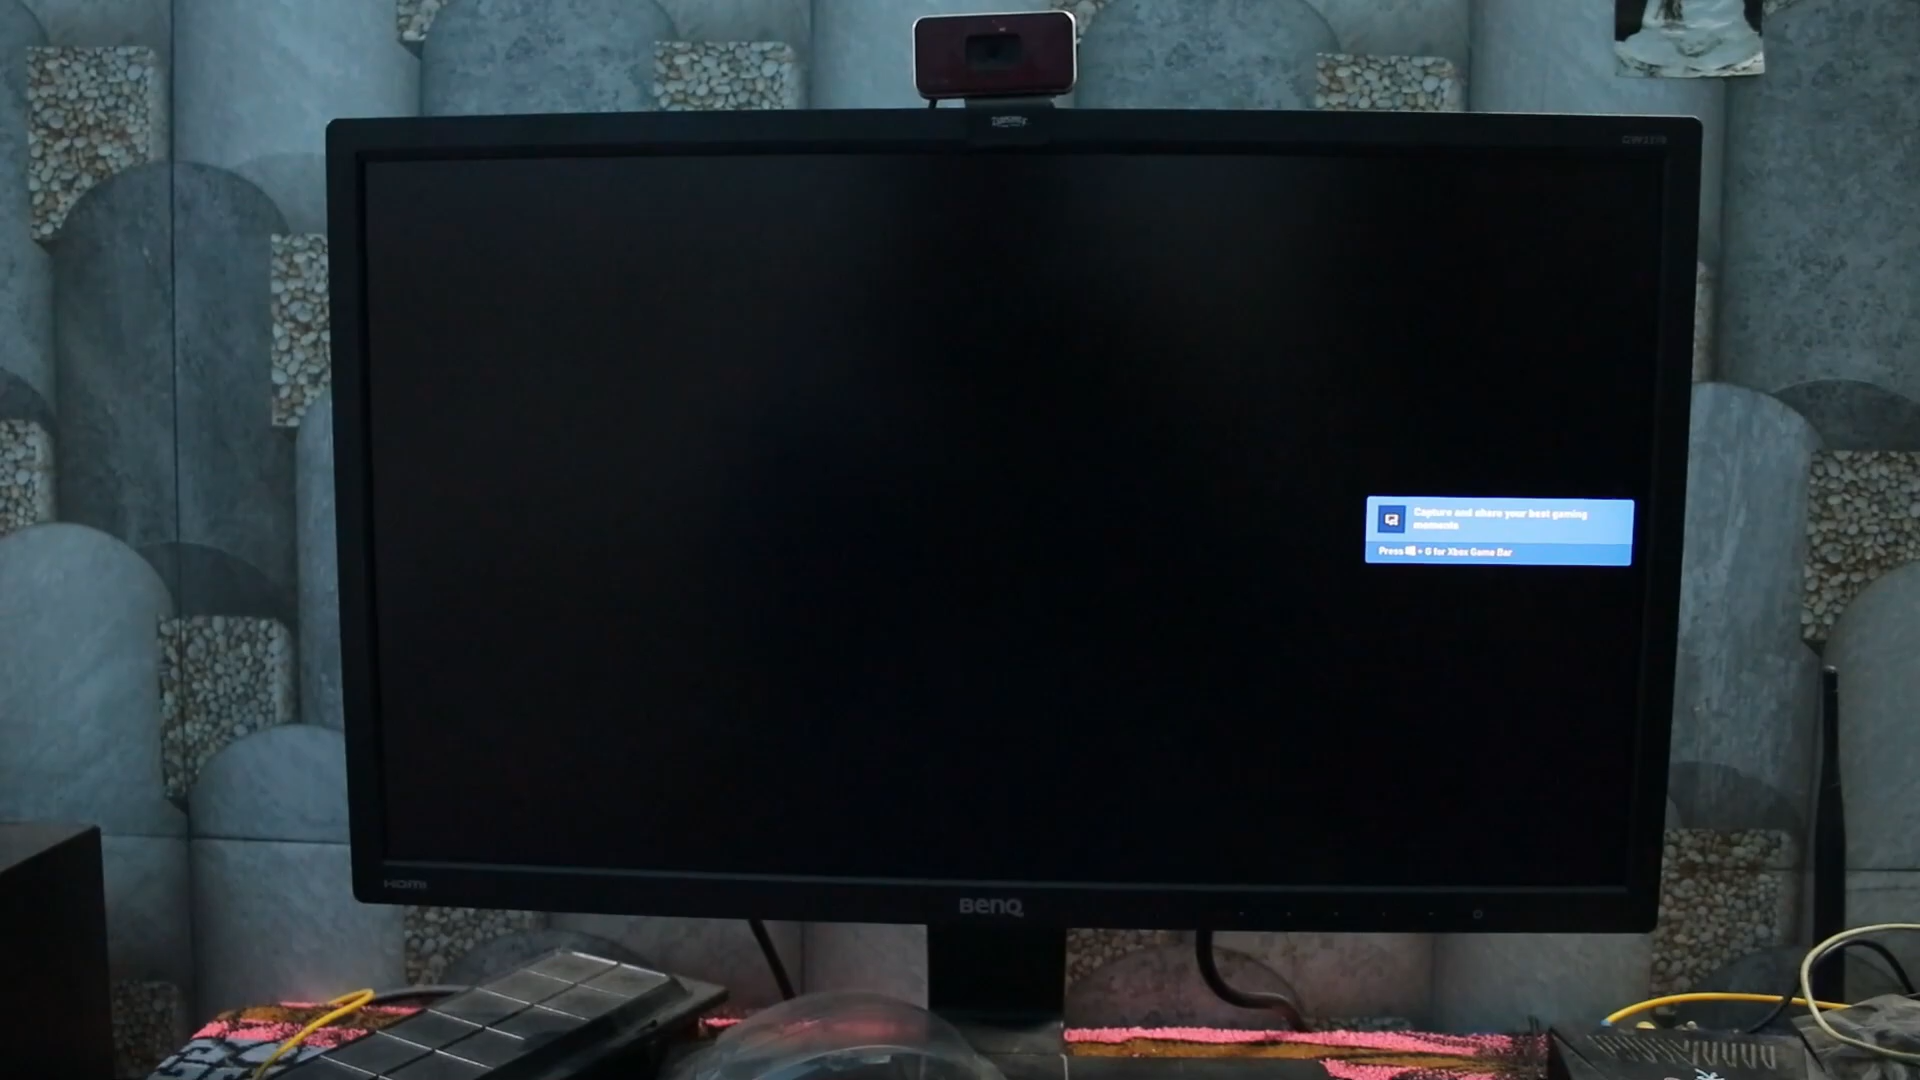 Capture and share your best gaming
moments
Press + G for Xbox Game Bar
HDMI
BenQ